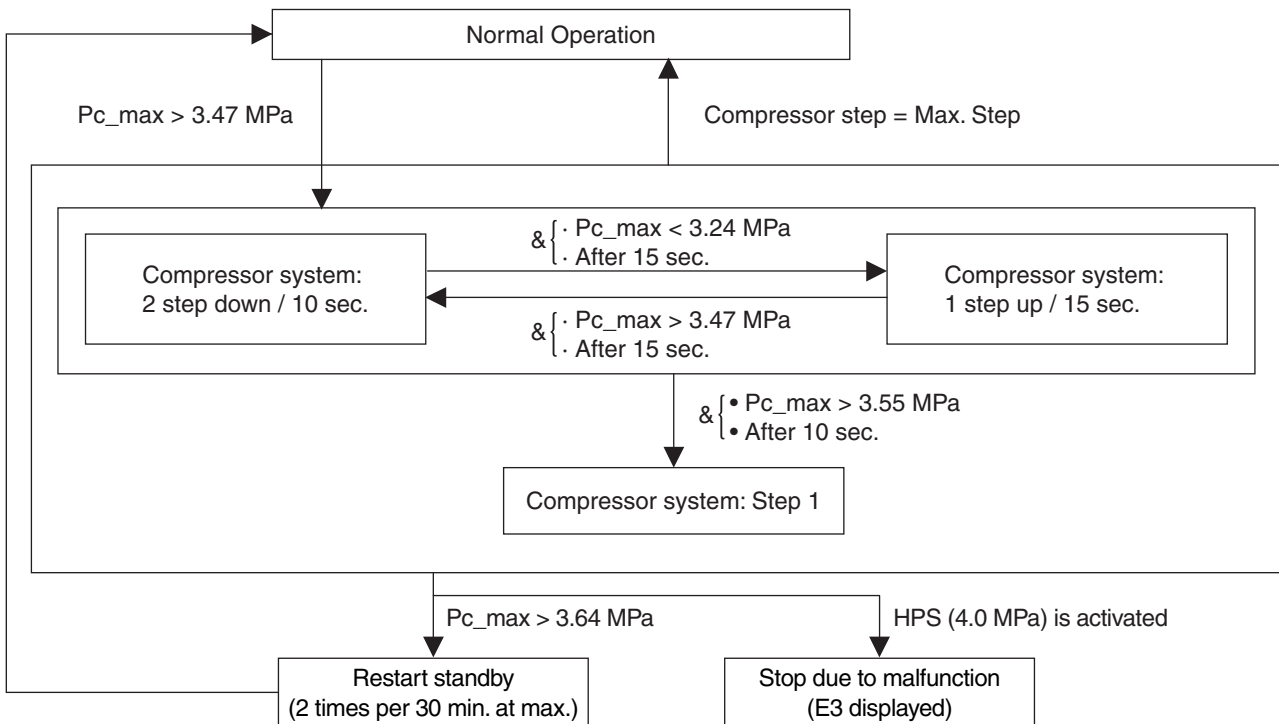 Normal Operation
Pc_max > 3.47 MPa
Compressor step = Max. Step
& { · Pc_max < 3.24 MPa
· After 15 sec.
Compressor system:
2 step down / 10 sec.
Compressor system:
1 step up / 15 sec.
& { · Pc_max > 3.47 MPa
· After 15 sec.
& { • Pc_max > 3.55 MPa
• After 10 sec.
Compressor system: Step 1
Pc_max > 3.64 MPa
HPS (4.0 MPa) is activated
Restart standby
(2 times per 30 min. at max.)
Stop due to malfunction
(E3 displayed)